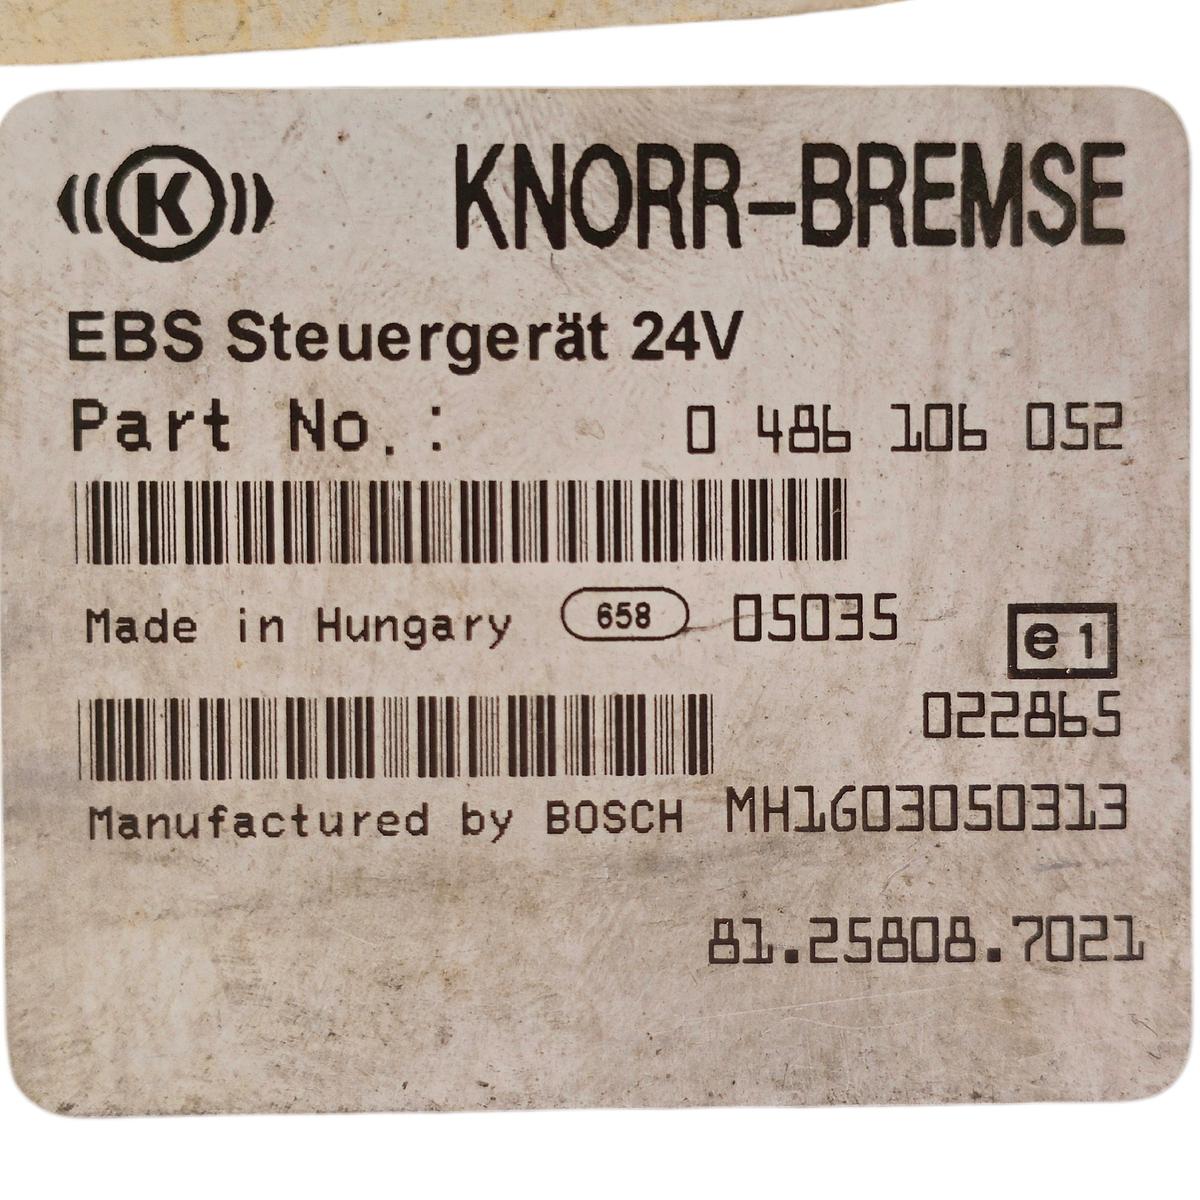 K KNORR-BREMSE
EBS Steuergerät 24V
Part No.: 0 486 106 052
Made in Hungary 658 05035
e1
022865
Manufactured by BOSCH MH1G03050313
81.25808.7021